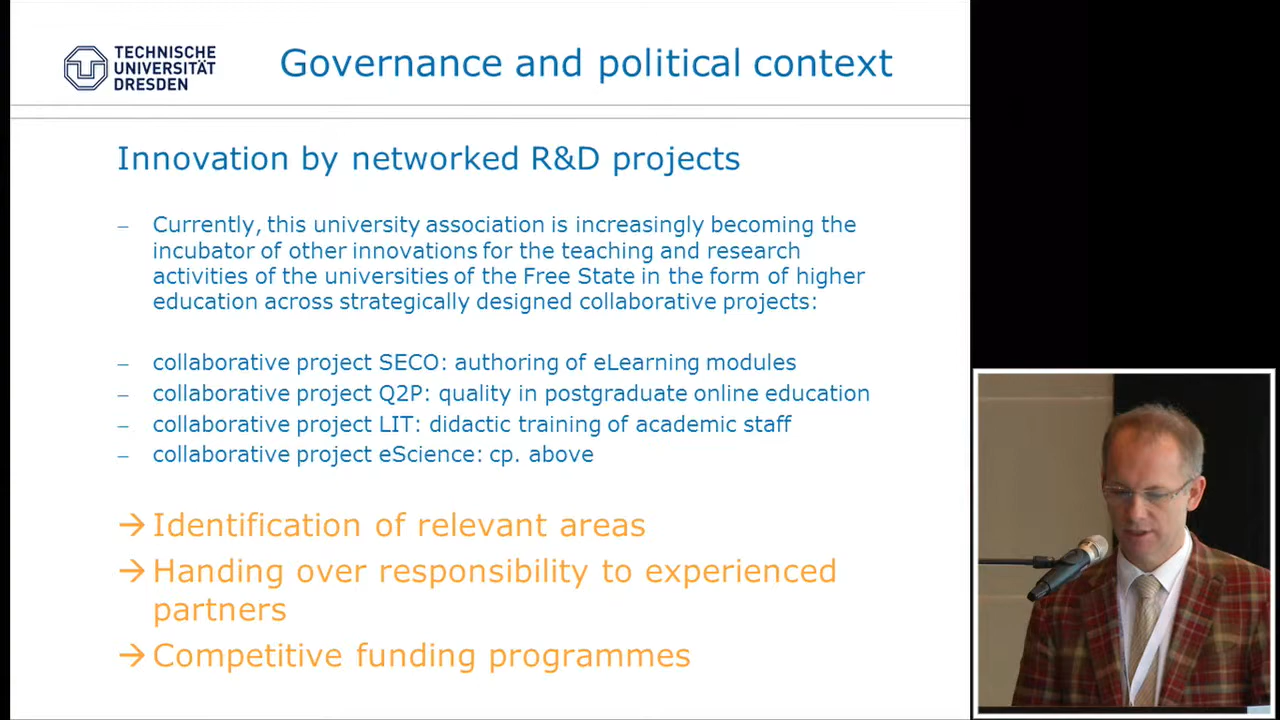 TECHNISCHE
UNIVERSITÄT
DRESDEN
Governance and political context
Innovation by networked R&D projects
– Currently, this university association is increasingly becoming the
incubator of other innovations for the teaching and research
activities of the universities of the Free State in the form of higher
education across strategically designed collaborative projects:
– collaborative project SECO: authoring of eLearning modules
– collaborative project Q2P: quality in postgraduate online education
– collaborative project LIT: didactic training of academic staff
– collaborative project eScience: cp. above
→ Identification of relevant areas
→ Handing over responsibility to experienced
partners
→ Competitive funding programmes